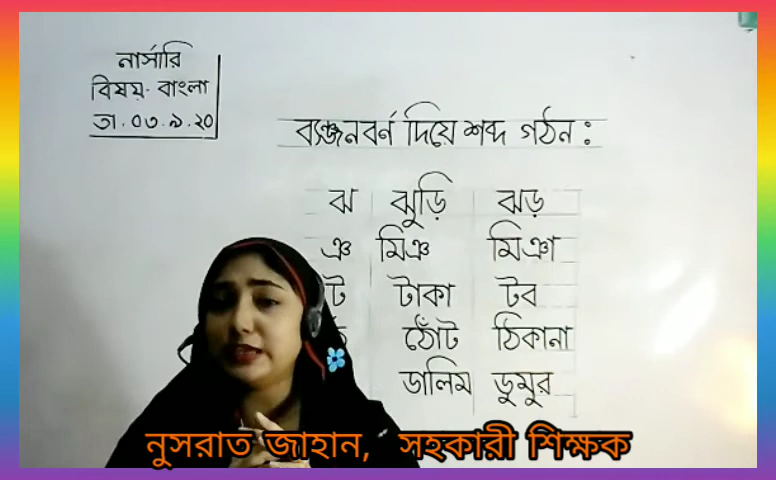 নার্সারি
বিষয়- বাংলা
তা. ০৩.৯.২০
ব্যঞ্জনবর্ন দিয়ে শব্দ গঠন :
ঝ ঝুড়ি ঝড়
ঞ মিঞ মিঞা
ট টাকা টব
ঠোঁট ঠিকানা
ডালিম ডুমুর
নুসরাত জাহান, সহকারী শিক্ষক